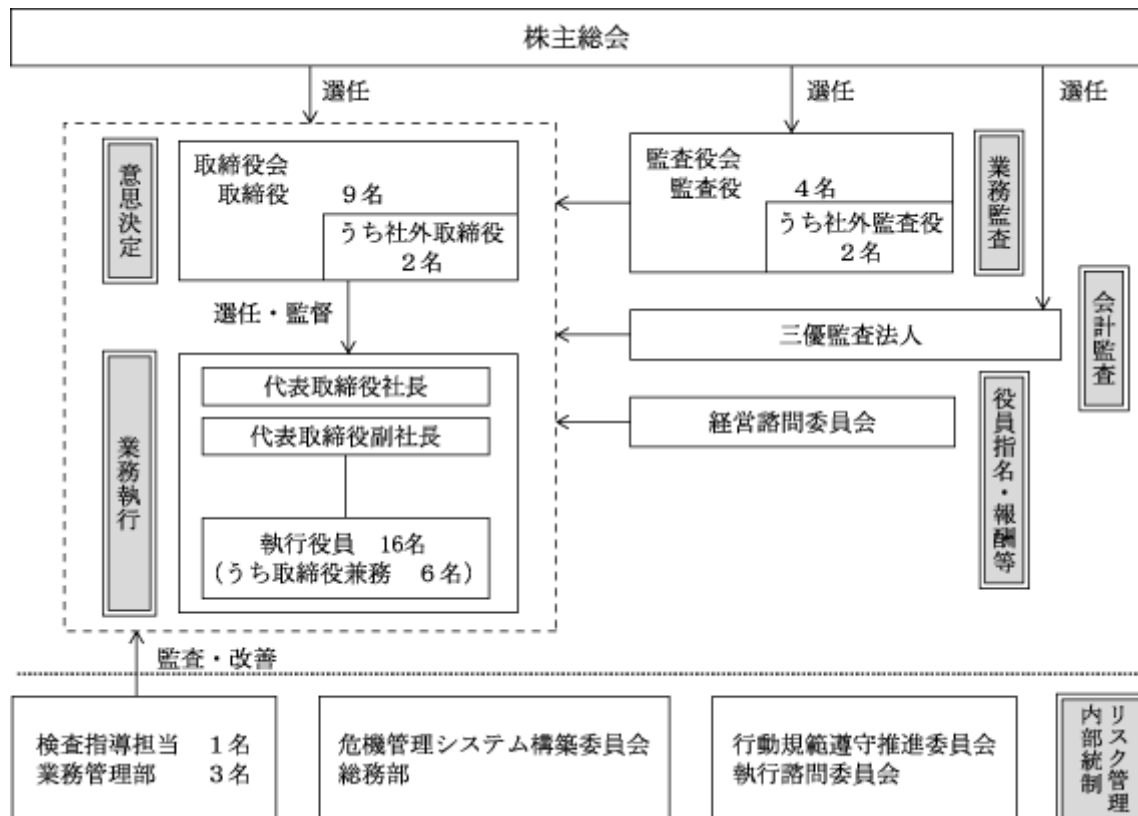 株主総会
選任
選任
選任
意思決定
取締役会
取締役 9名
うち社外取締役
2名
監査役会
監査役 4名
うち社外監査役
2名
業務監査
選任・監督
三優監査法人
会計監査
業務執行
代表取締役社長
代表取締役副社長
執行役員 16名
(うち取締役兼務 6名)
経営諮問委員会
役員指名・報酬等
監査・改善
検査指導担当 1名
業務管理部 3名
危機管理システム構築委員会
総務部
行動規範遵守推進委員会
執行諮問委員会
リスク管理
内部統制